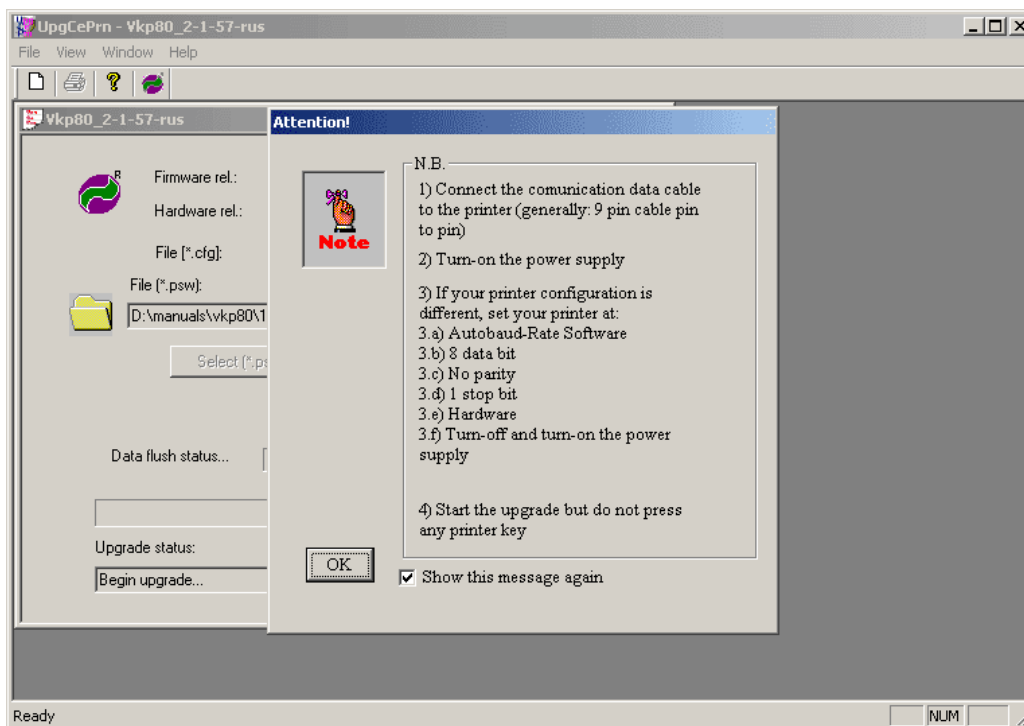 UpgCePrn - Vkp80_2-1-57-rus
File View Window Help
Vkp80_2-1-57-rus
R
Firmware rel.:
Hardware rel.:
File [*.cfg]:
File (*.psw):
D:\manuals\vkp80\1
Select (*.ps
Data flush status...
Upgrade status:
Begin upgrade...
Attention!
Note
N.B.
1) Connect the comunication data cable
to the printer (generally: 9 pin cable pin
to pin)
2) Turn-on the power supply
3) If your printer configuration is
different, set your printer at:
3.a) Autobaud-Rate Software
3.b) 8 data bit
3.c) No parity
3.d) 1 stop bit
3.e) Hardware
3.f) Turn-off and turn-on the power
supply
4) Start the upgrade but do not press
any printer key
OK
Show this message again
Ready
NUM